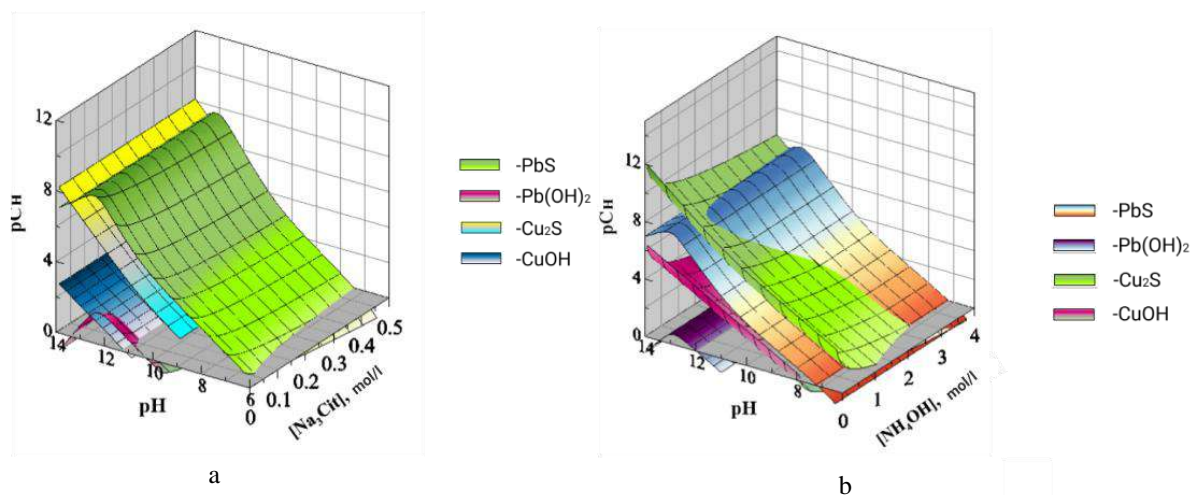 12
8
4
0
pCн
14
12
10
8
6
pH
0
0.1
0.2
0.3
0.4
0.5
[Na₃Cit], mol/l
-PbS
-Pb(OH)₂
-Cu₂S
-CuOH
a
12
8
4
0
pCн
14
12
10
8
pH
0
1
2
3
4
[NH₄OH], mol/l
-PbS
-Pb(OH)₂
-Cu₂S
-CuOH
b